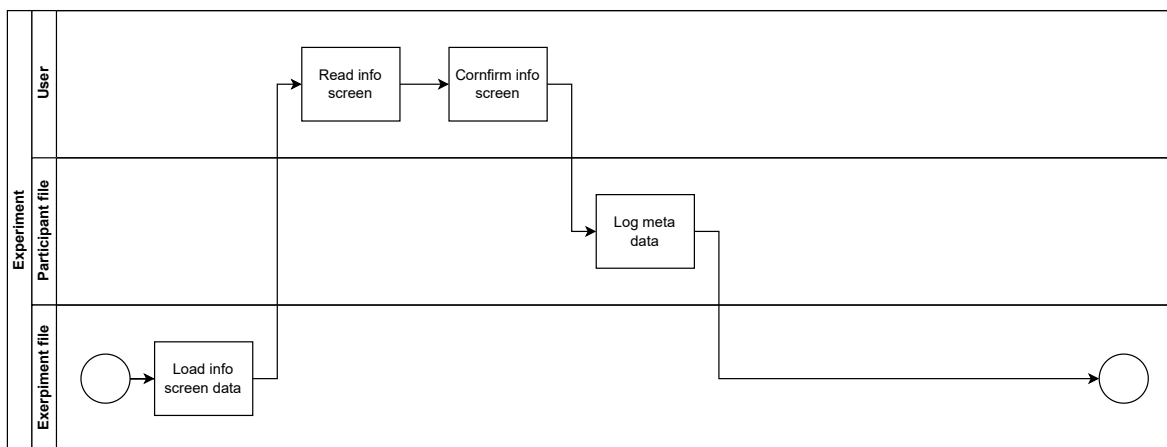 Experiment
User
Read info
screen
Cornfirm info
screen
Participant file
Log meta
data
Exerpiment file
Load info
screen data